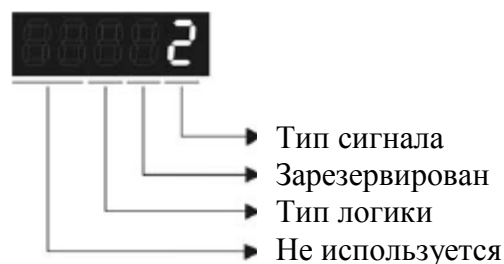 2
Тип сигнала
Зарезервирован
Тип логики
Не используется